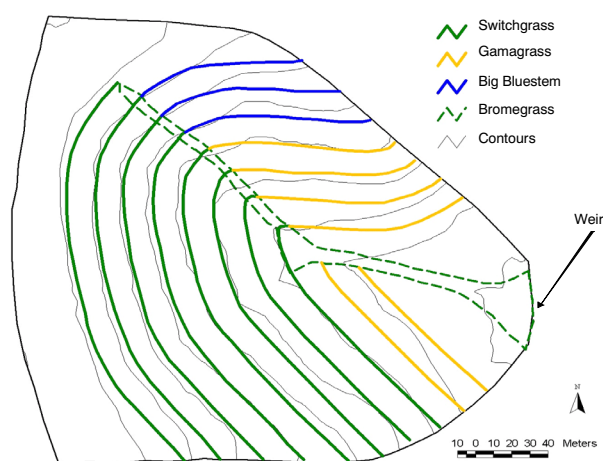 Switchgrass
Gamagrass
Big Bluestem
Bromegrass
Contours
Weir
N
10 0 10 20 30 40 Meters